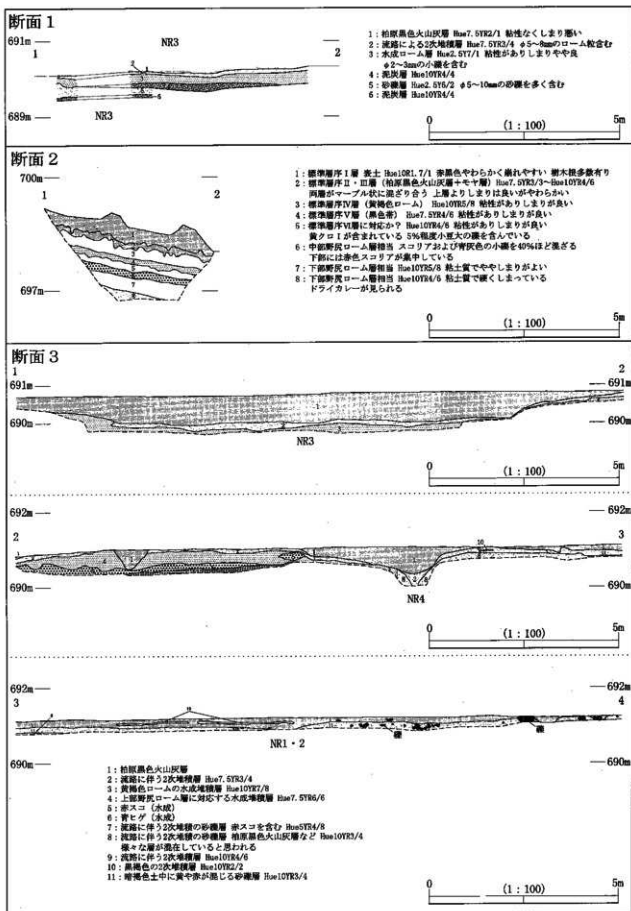 断面1
NR3
691m
1
2
689m
NR3
1：柏原黒色火山灰層 Hue7.5YR2/1 粘性なくしまり悪い
2：流路による2次堆積層 Hue7.5YR3/4 φ5～8mmのローム粒含む
3：水成ローム層 Hue2.5Y7/1 粘性がありしまりやや良
φ2～3mmの小礫を含む
4：泥炭層 Hue10YR4/4
5：砂礫層 Hue2.5Y6/2 φ5～10mmの砂礫を多く含む
6：泥炭層 Hue10YR4/4
0 (1：100) 5m
断面2
700m
1
2
697m
1：標準層序Ⅰ層 表土 Hue10R1.7/1 赤黒色やわらかく崩れやすい 樹木根多数有り
2：標準層序Ⅱ・Ⅲ層（柏原黒色火山灰層＋モヤ層）Hue7.5YR3/3～Hue10YR4/6
両層がマーブル状に混ざり合う 上層よりしまりは良いがやわらかい
3：標準層序Ⅳ層（黄褐色ローム） Hue10YR5/8 粘性がありしまりが良い
4：標準層序Ⅴ層（黒色帯）Hue7.5YR4/6 粘性がありしまりが良い
5：標準層序Ⅵ層に対応か？ Hue10YR4/6 粘性がありしまりが良い
黄クロⅠが含まれている 5%程度小豆大の礫を含んでいる
6：中部野尻ローム層相当 スコリアおよび青灰色の小礫を40%ほど混ざる
下部には赤色スコリアが集中している
7：下部野尻ローム層相当 Hue10YR5/8 粘土質でややしまりがよい
8：下部野尻ローム層相当 Hue10YR4/6 粘土質で硬くしまっている
ドライカレーが見られる
0 (1：100) 5m
断面3
1
2
691m
691m
690m
690m
NR3
0 (1：100) 5m
692m
692m
2
3
690m
690m
NR4
0 (1：100) 5m
692m
692m
3
4
NR1・2
礫
礫
690m
690m
1：柏原黒色火山灰層
2：流路に伴う2次堆積層 Hue7.5YR3/4
3：黄褐色ロームの水成堆積層 Hue10YR7/8
4：上部野尻ローム層に対応する水成堆積層 Hue7.5YR6/6
5：赤スコ（水成）
6：青ヒゲ（水成）
7：流路に伴う2次堆積の砂礫層 赤スコを含む Hue5YR4/8
8：流路に伴う2次堆積の砂礫層 柏原黒色火山灰層など Hue10YR3/4
様々な層が混在していると思われる
9：流路に伴う2次堆積層 Hue10YR4/6
10：黒褐色の2次堆積層 Hue10YR2/2
11：暗褐色土中に黄や赤が混じる砂礫層 Hue10YR3/4
0 (1：100) 5m